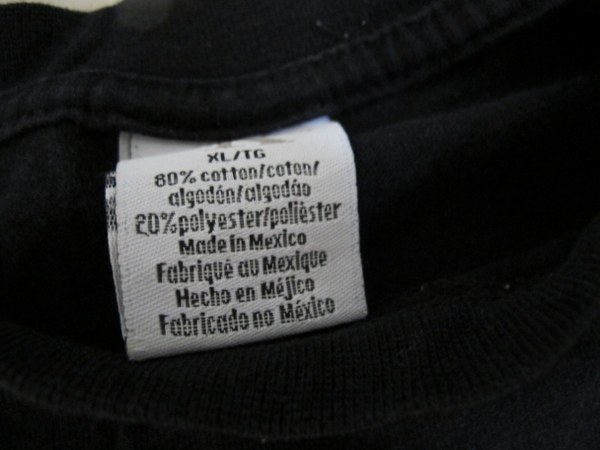 XL/TG
80% cotton/coton/
algodón/algodão
20% polyester/poliéster
Made in Mexico
Fabriqué au Mexique
Hecho en Méjico
Fabricado no México